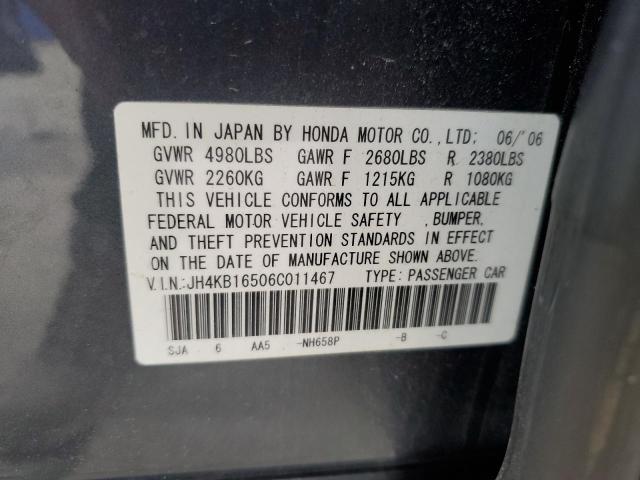 MFD. IN JAPAN BY HONDA MOTOR CO., LTD: 06/'06
GVWR 4980LBS GAWR F 2680LBS R 2380LBS
GVWR 2260KG GAWR F 1215KG R 1080KG
THIS VEHICLE CONFORMS TO ALL APPLICABLE
FEDERAL MOTOR VEHICLE SAFETY , BUMPER,
AND THEFT PREVENTION STANDARDS IN EFFECT
ON THE DATE OF MANUFACTURE SHOWN ABOVE.
V.I.N.:JH4KB16506C011467 TYPE: PASSENGER CAR
SJA 6 AA5 -NH658P -B -C